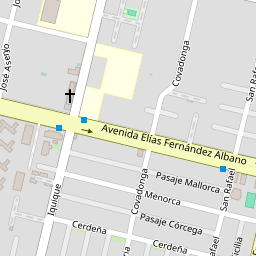 José Asenjo
Covadonga
San Rafael
Avenida Elías Fernández Albano
Pasaje Mallorca
San Rafael
Iquique
Covadonga
Menorca
Pasaje Córcega
Cerdeña
Cerdeña